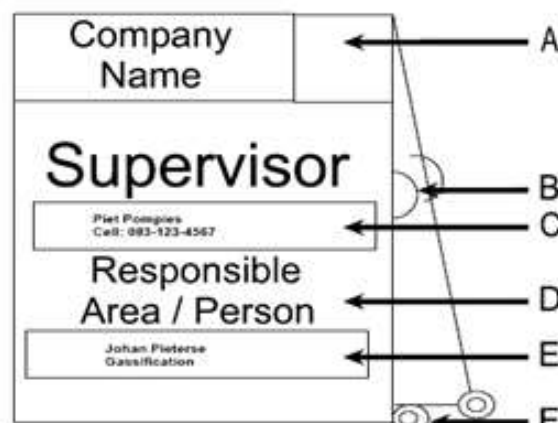 Company
Name
A
Supervisor
B
Piet Pompies
Cell: 083-123-4567
C
Responsible
Area / Person
D
Johan Pieterse
Gassification
E
F